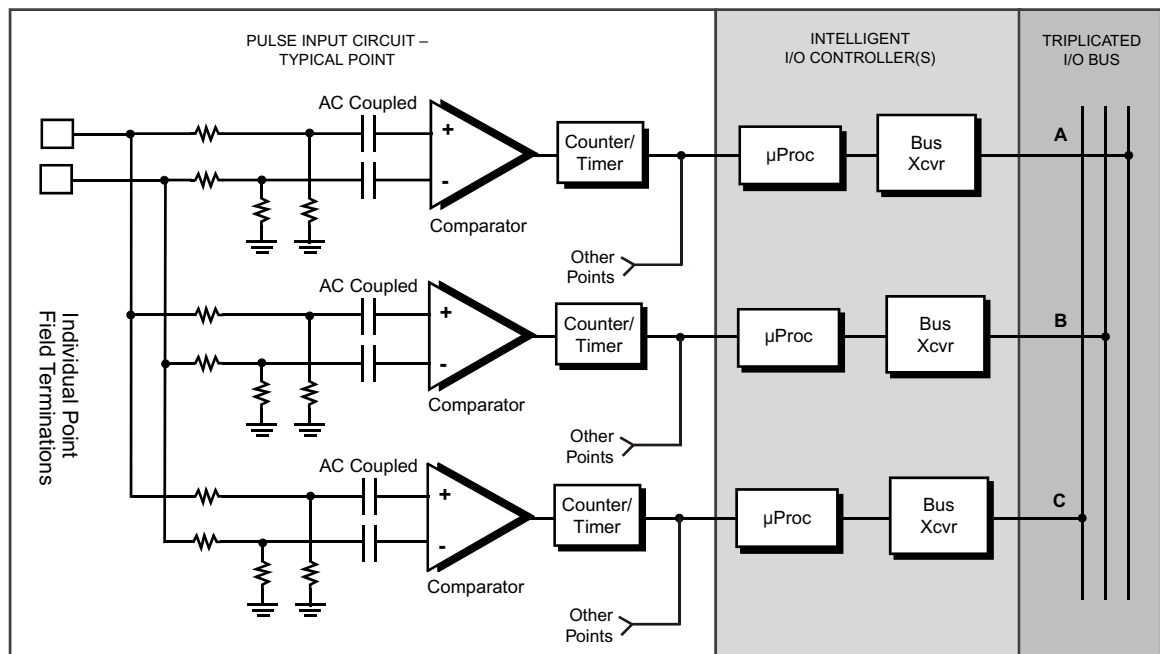 PULSE INPUT CIRCUIT –
TYPICAL POINT
INTELLIGENT
I/O CONTROLLER(S)
TRIPLICATED
I/O BUS
AC Coupled
+
-
Comparator
Counter/
Timer
Other
Points
µProc
Bus
Xcvr
A
AC Coupled
+
-
Comparator
Counter/
Timer
Other
Points
µProc
Bus
Xcvr
B
AC Coupled
+
-
Comparator
Counter/
Timer
Other
Points
µProc
Bus
Xcvr
C
Individual Point
Field Terminations